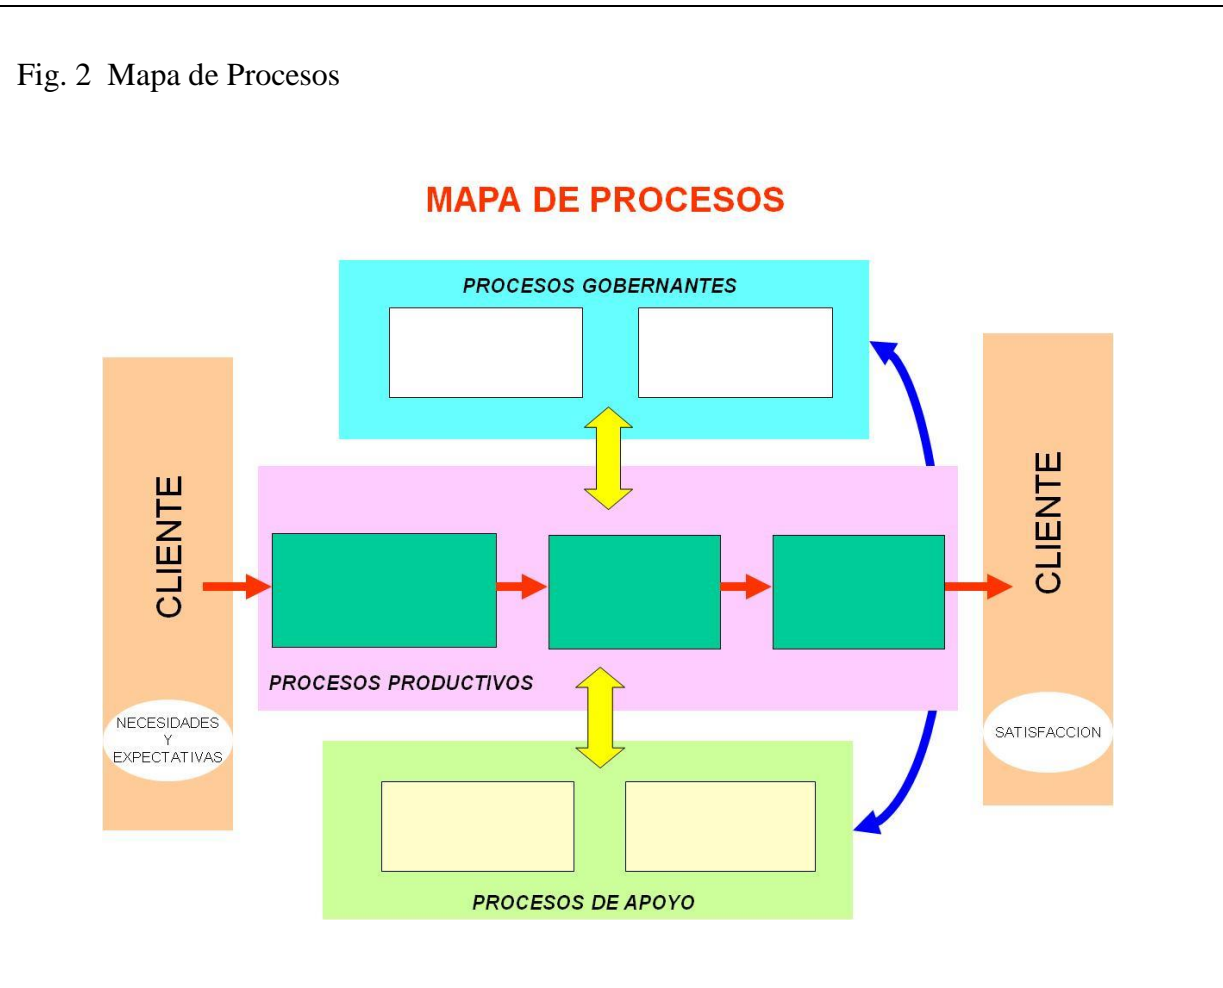 Fig. 2  Mapa de Procesos
MAPA DE PROCESOS
PROCESOS GOBERNANTES
CLIENTE
CLIENTE
PROCESOS PRODUCTIVOS
NECESIDADES
Y
EXPECTATIVAS
SATISFACCION
PROCESOS DE APOYO